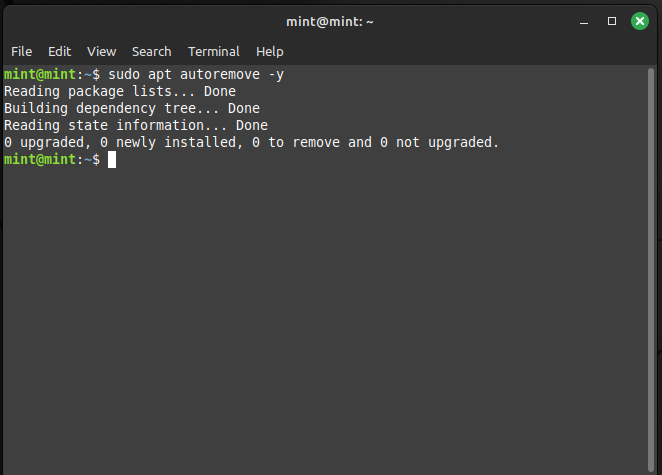 mint@mint: ~
File Edit View Search Terminal Help
mint@mint:~$ sudo apt autoremove -y
Reading package lists... Done
Building dependency tree... Done
Reading state information... Done
0 upgraded, 0 newly installed, 0 to remove and 0 not upgraded.
mint@mint:~$